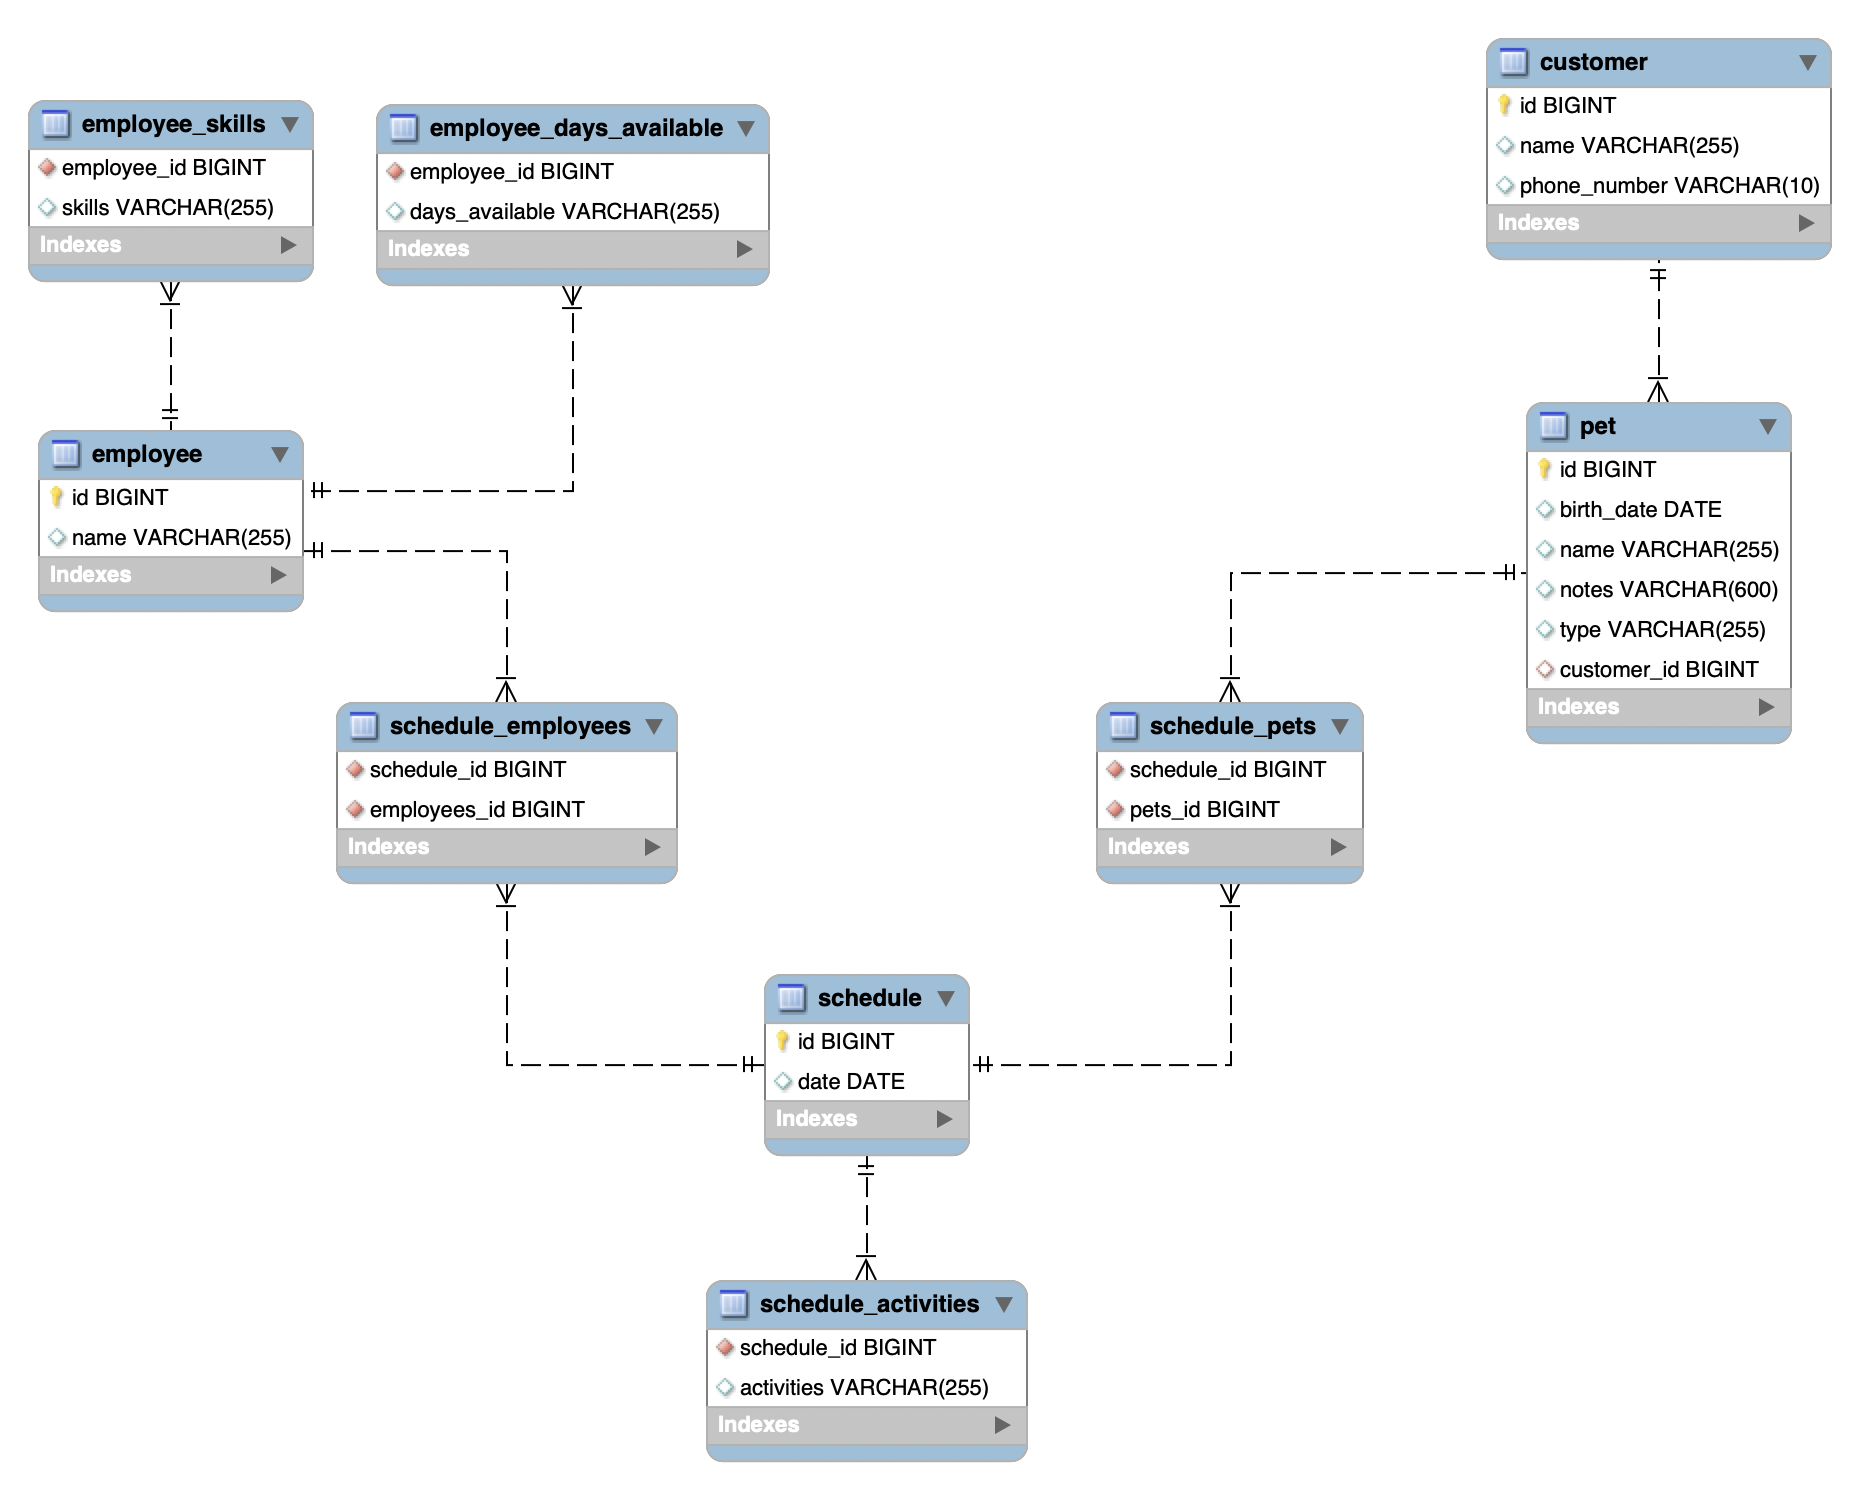 employee_skills
employee_id BIGINT
skills VARCHAR(255)
Indexes
employee_days_available
employee_id BIGINT
days_available VARCHAR(255)
Indexes
customer
id BIGINT
name VARCHAR(255)
phone_number VARCHAR(10)
Indexes
employee
id BIGINT
name VARCHAR(255)
Indexes
pet
id BIGINT
birth_date DATE
name VARCHAR(255)
notes VARCHAR(600)
type VARCHAR(255)
customer_id BIGINT
Indexes
schedule_employees
schedule_id BIGINT
employees_id BIGINT
Indexes
schedule_pets
schedule_id BIGINT
pets_id BIGINT
Indexes
schedule
id BIGINT
date DATE
Indexes
schedule_activities
schedule_id BIGINT
activities VARCHAR(255)
Indexes